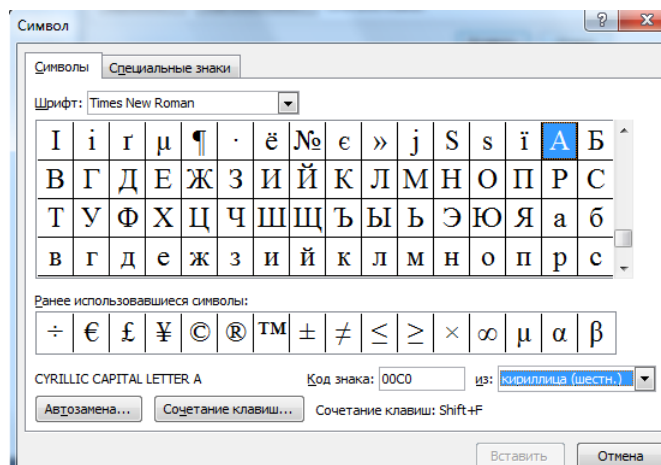 Символ
Символы Специальные знаки
Шрифт: Times New Roman
І і ґ µ ¶ · ё № є » ј Ѕ ѕ ї А Б
В Г Д Е Ж З И Й К Л М Н О П Р С
Т У Ф Х Ц Ч Ш Щ Ъ Ы Ь Э Ю Я а б
в г д е ж з и й к л м н о п р с
Ранее использовавшиеся символы:
÷ € £ ¥ © ® ™ ± ≠ ≤ ≥ × ∞ µ α β
CYRILLIC CAPITAL LETTER A Код знака: 00C0 из: кириллица (шестн.)
Автозамена... Сочетание клавиш... Сочетание клавиш: Shift+F
Вставить Отмена